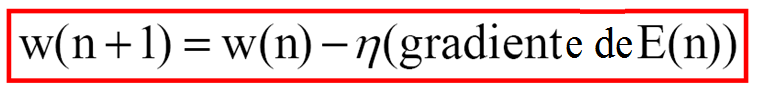 w(n+1) = w(n) − η(gradiente de E(n))